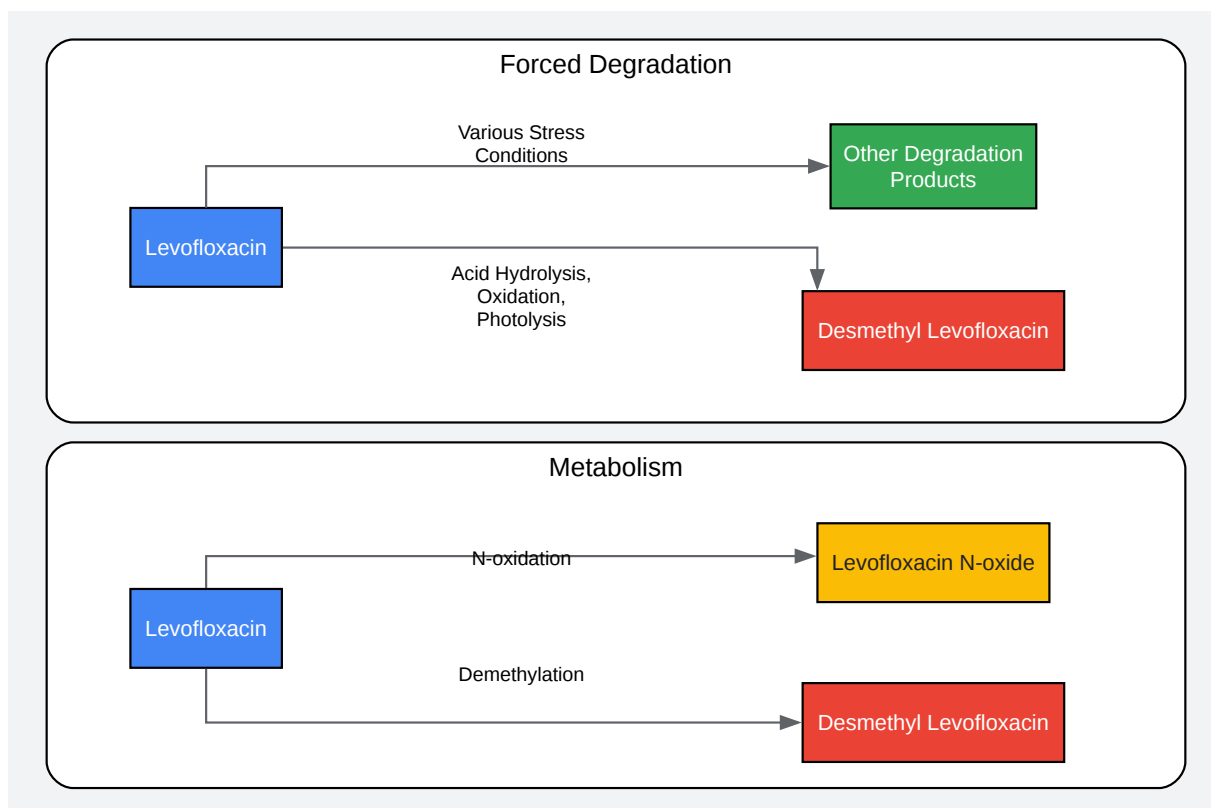 Forced Degradation
Various Stress
Conditions
Other Degradation
Products
Levofloxacin
Acid Hydrolysis,
Oxidation,
Photolysis
Desmethyl Levofloxacin
Metabolism
N-oxidation
Levofloxacin N-oxide
Levofloxacin
Demethylation
Desmethyl Levofloxacin